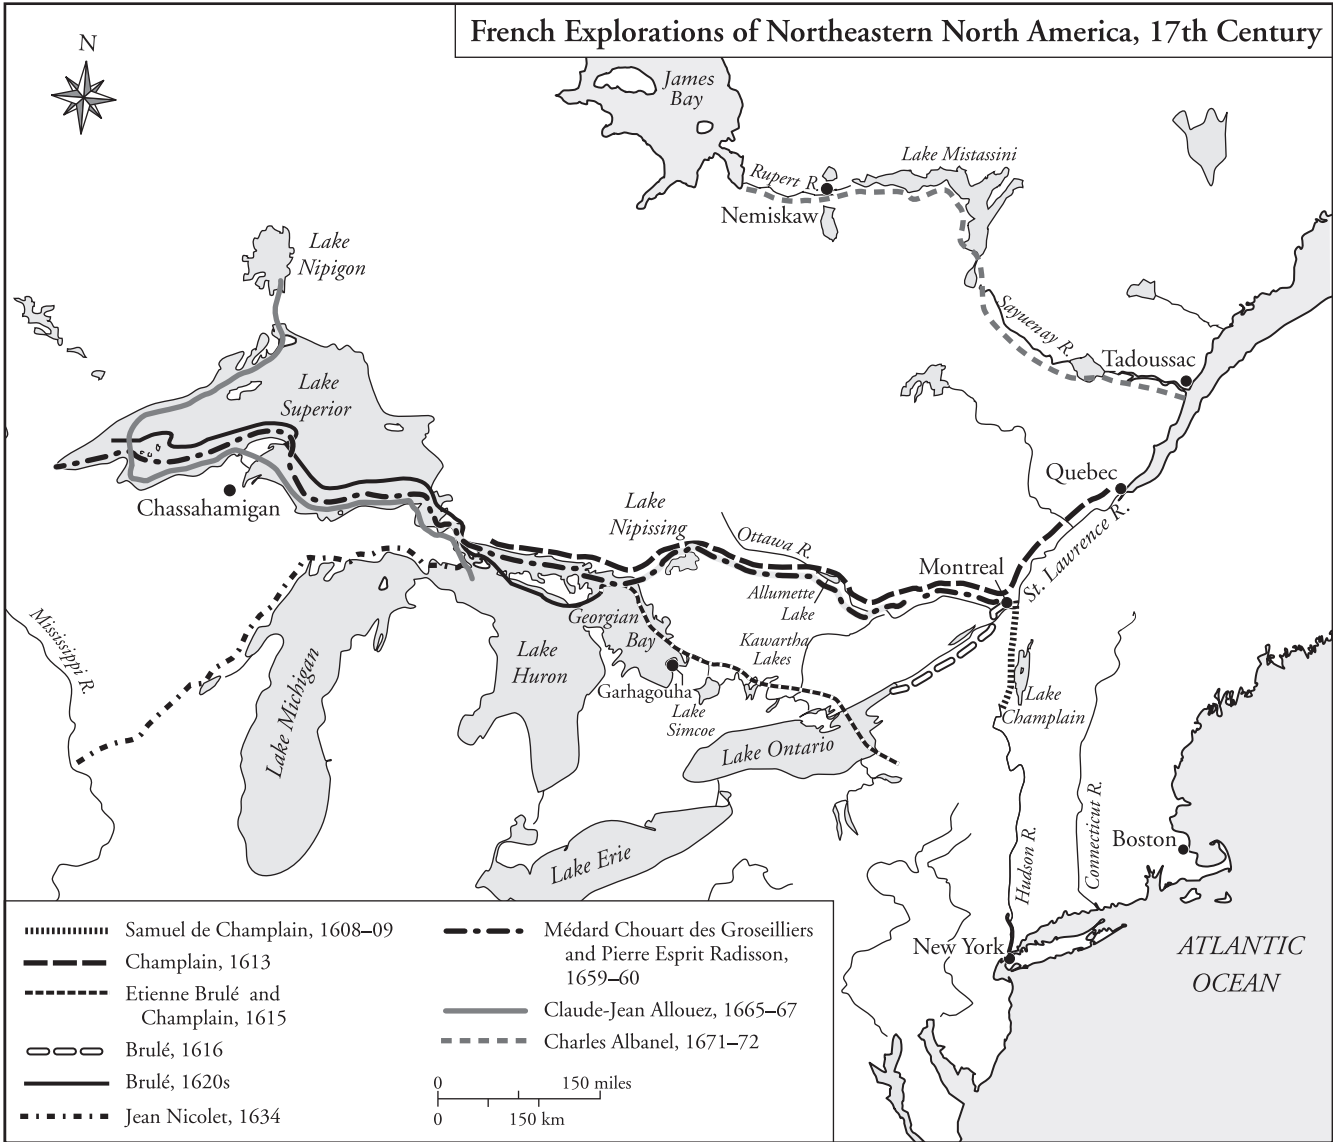 French Explorations of Northeastern North America, 17th Century
N
James
Bay
Lake Mistassini
Rupert R.
Nemiskaw
Lake
Nipigon
Sayuenay R.
Tadoussac
Lake
Superior
Quebec
Chassahamigan
Lake
Nipissing
Ottawa R.
St. Lawrence R.
Montreal
Allumette
Lake
Georgian
Bay
Kawartha
Lakes
Mississippi R.
Lake
Huron
Garhagouha
Lake
Simcoe
Lake
Champlain
Lake Michigan
Lake Ontario
Hudson R.
Connecticut R.
Boston
Lake Erie
New York
ATLANTIC
OCEAN
Samuel de Champlain, 1608–09
Champlain, 1613
Etienne Brulé and
Champlain, 1615
Brulé, 1616
Brulé, 1620s
Jean Nicolet, 1634
Médard Chouart des Groseilliers
and Pierre Esprit Radisson,
1659–60
Claude-Jean Allouez, 1665–67
Charles Albanel, 1671–72
0 150 miles
0 150 km